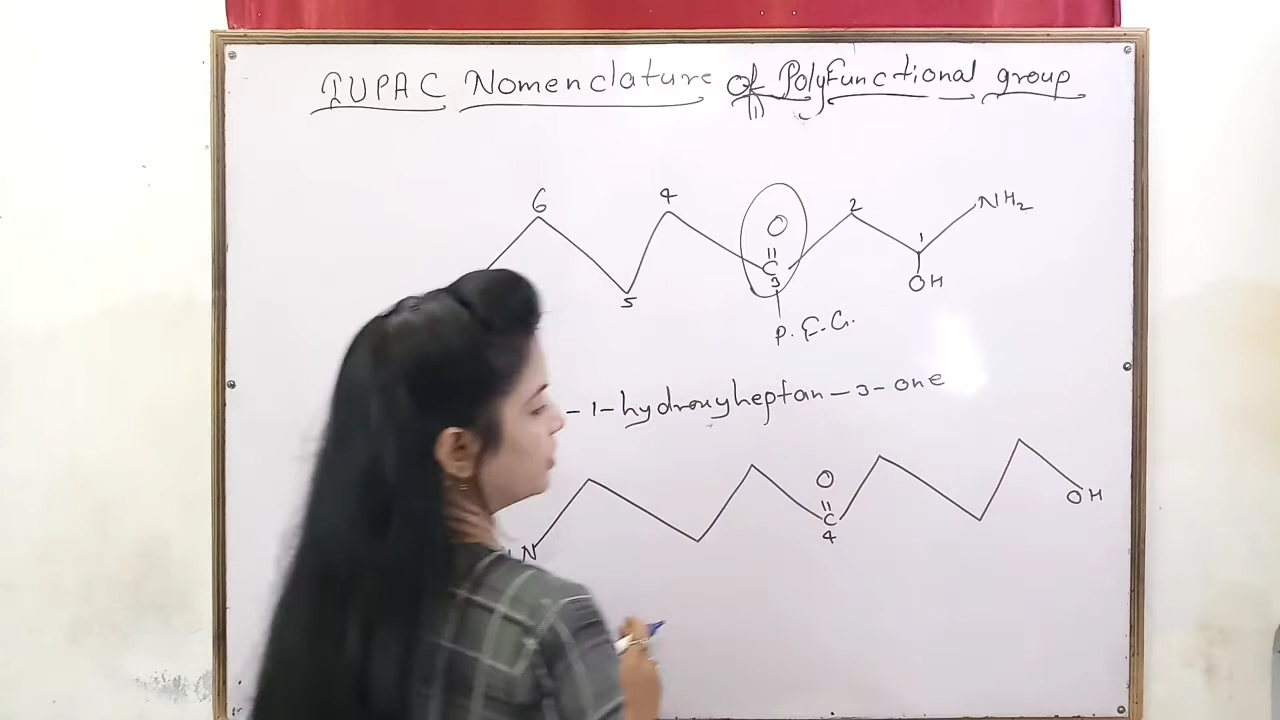 IUPAC Nomenclature Of PolyFunctional group
6 4 O 2 NH2
5 C 3 1 OH
P.F.G.
-1-hydroxyheptan-3-one
O
N C 4 OH